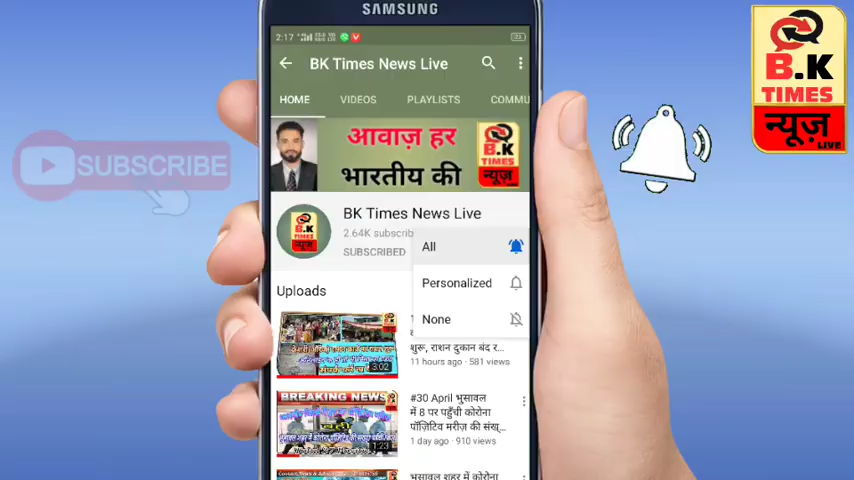 SAMSUNG
2:17
BK Times News Live
HOME VIDEOS PLAYLISTS COMMU
आवाज़ हर
भारतीय की
B.K
TIMES
न्यूज़
BK Times News Live
2.64K subscrib
SUBSCRIBED
All
Personalized
None
Uploads
शुरू, राशन दुकान बंद र...
11 hours ago · 581 views
3:02
BREAKING NEWS
1:23
#30 April भुसावल
में 8 पर पहुँची कोरोना
पॉज़िटिव मरीज़ की संख्...
1 day ago · 910 views
भुसावल शहर में कोरोना
SUBSCRIBE
B.K
TIMES
न्यूज़
LIVE